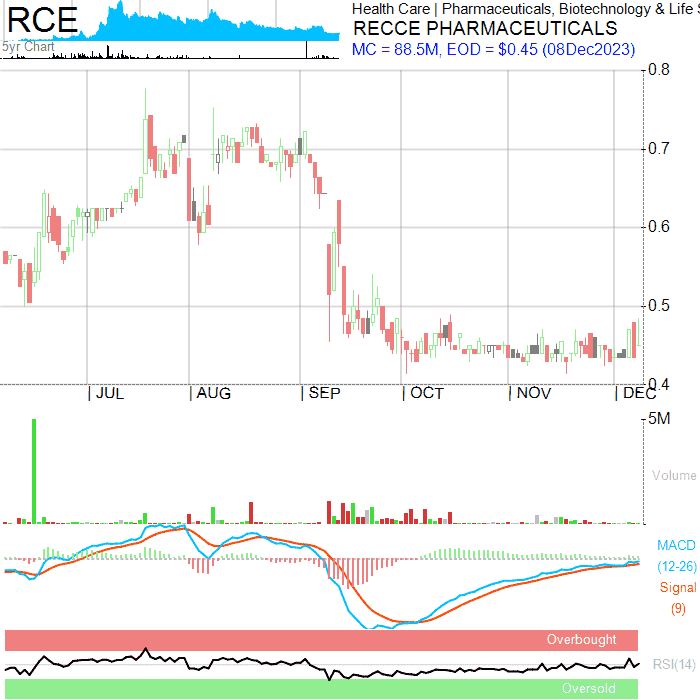 RCE
5yr Chart
Health Care | Pharmaceuticals, Biotechnology & Life S
RECCE PHARMACEUTICALS
MC = 88.5M, EOD = $0.45 (08Dec2023)
0.8
0.7
0.6
0.5
0.4
| JUL | AUG | SEP | OCT | NOV | DEC
5M
Volume
MACD
(12-26)
Signal
(9)
Overbought
RSI(14)
Oversold